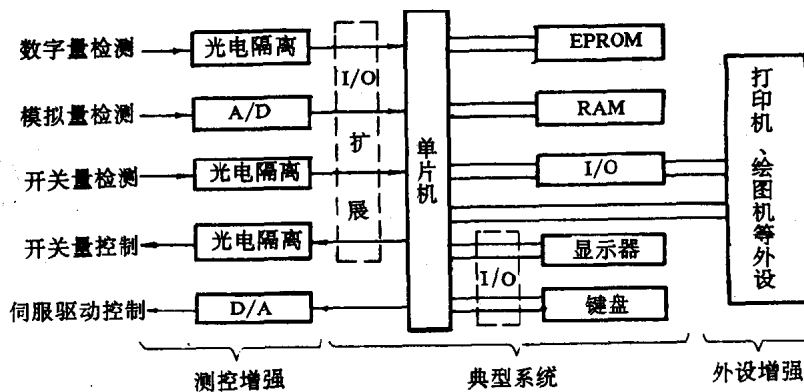 数字量检测
光电隔离
EPROM
I/O
扩
展
模拟量检测
A/D
RAM
单片机
打印机、绘图机等外设
开关量检测
光电隔离
I/O
开关量控制
光电隔离
显示器
I/O
伺服驱动控制
D/A
键盘
测控增强
典型系统
外设增强